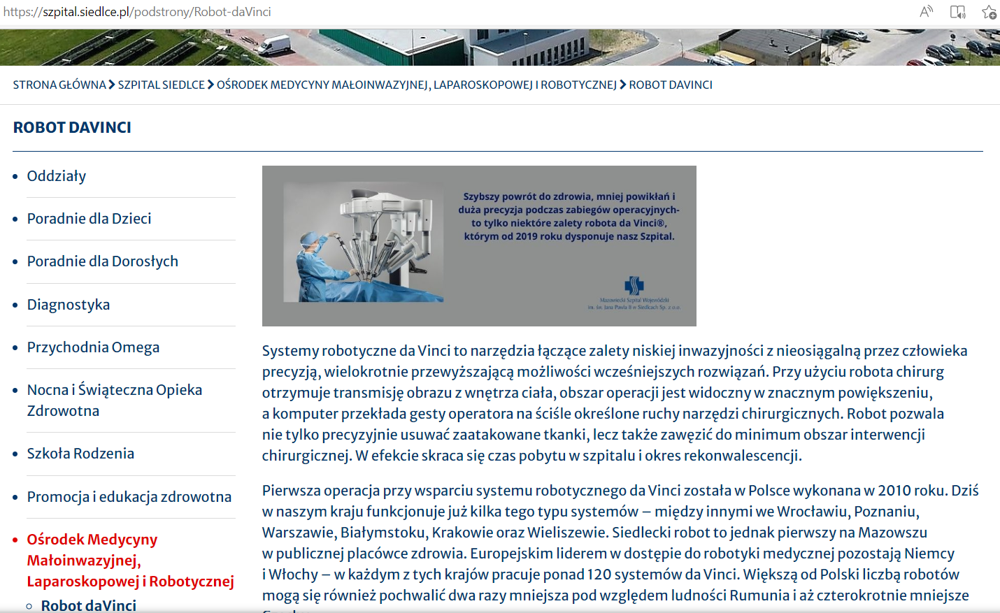 https://szpital.siedlce.pl/podstrony/Robot-daVinci
STRONA GŁÓWNA > SZPITAL SIEDLCE > OŚRODEK MEDYCYNY MAŁOINWAZYJNEJ, LAPAROSKOPOWEJ I ROBOTYCZNEJ > ROBOT DAVINCI
ROBOT DAVINCI
Oddziały
Poradnie dla Dzieci
Poradnie dla Dorosłych
Diagnostyka
Przychodnia Omega
Nocna i Świąteczna Opieka
Zdrowotna
Szkoła Rodzenia
Promocja i edukacja zdrowotna
Ośrodek Medycyny
Małoinwazyjnej,
Laparoskopowej i Robotycznej
Robot daVinci
Szybszy powrót do zdrowia, mniej powikłań i
duża precyzja podczas zabiegów operacyjnych-
to tylko niektóre zalety robota da Vinci®,
którym od 2019 roku dysponuje nasz Szpital.
Mazowiecki Szpital Wojewódzki
im. św. Jana Pawła II w Siedlcach Sp. z o.o.
Systemy robotyczne da Vinci to narzędzia łączące zalety niskiej inwazyjności z nieosiągalną przez człowieka
precyzją, wielokrotnie przewyższającą możliwości wcześniejszych rozwiązań. Przy użyciu robota chirurg
otrzymuje transmisję obrazu z wnętrza ciała, obszar operacji jest widoczny w znacznym powiększeniu,
a komputer przekłada gesty operatora na ściśle określone ruchy narzędzi chirurgicznych. Robot pozwala
nie tylko precyzyjnie usuwać zaatakowane tkanki, lecz także zawęzić do minimum obszar interwencji
chirurgicznej. W efekcie skraca się czas pobytu w szpitalu i okres rekonwalescencji.
Pierwsza operacja przy wsparciu systemu robotycznego da Vinci została w Polsce wykonana w 2010 roku. Dziś
w naszym kraju funkcjonuje już kilka tego typu systemów – między innymi we Wrocławiu, Poznaniu,
Warszawie, Białymstoku, Krakowie oraz Wieliszewie. Siedlecki robot to jednak pierwszy na Mazowszu
w publicznej placówce zdrowia. Europejskim liderem w dostępie do robotyki medycznej pozostają Niemcy
i Włochy – w każdym z tych krajów pracuje ponad 120 systemów da Vinci. Większą od Polski liczbą robotów
mogą się również pochwalić dwa razy mniejsza pod względem ludności Rumunia i aż czterokrotnie mniejsze